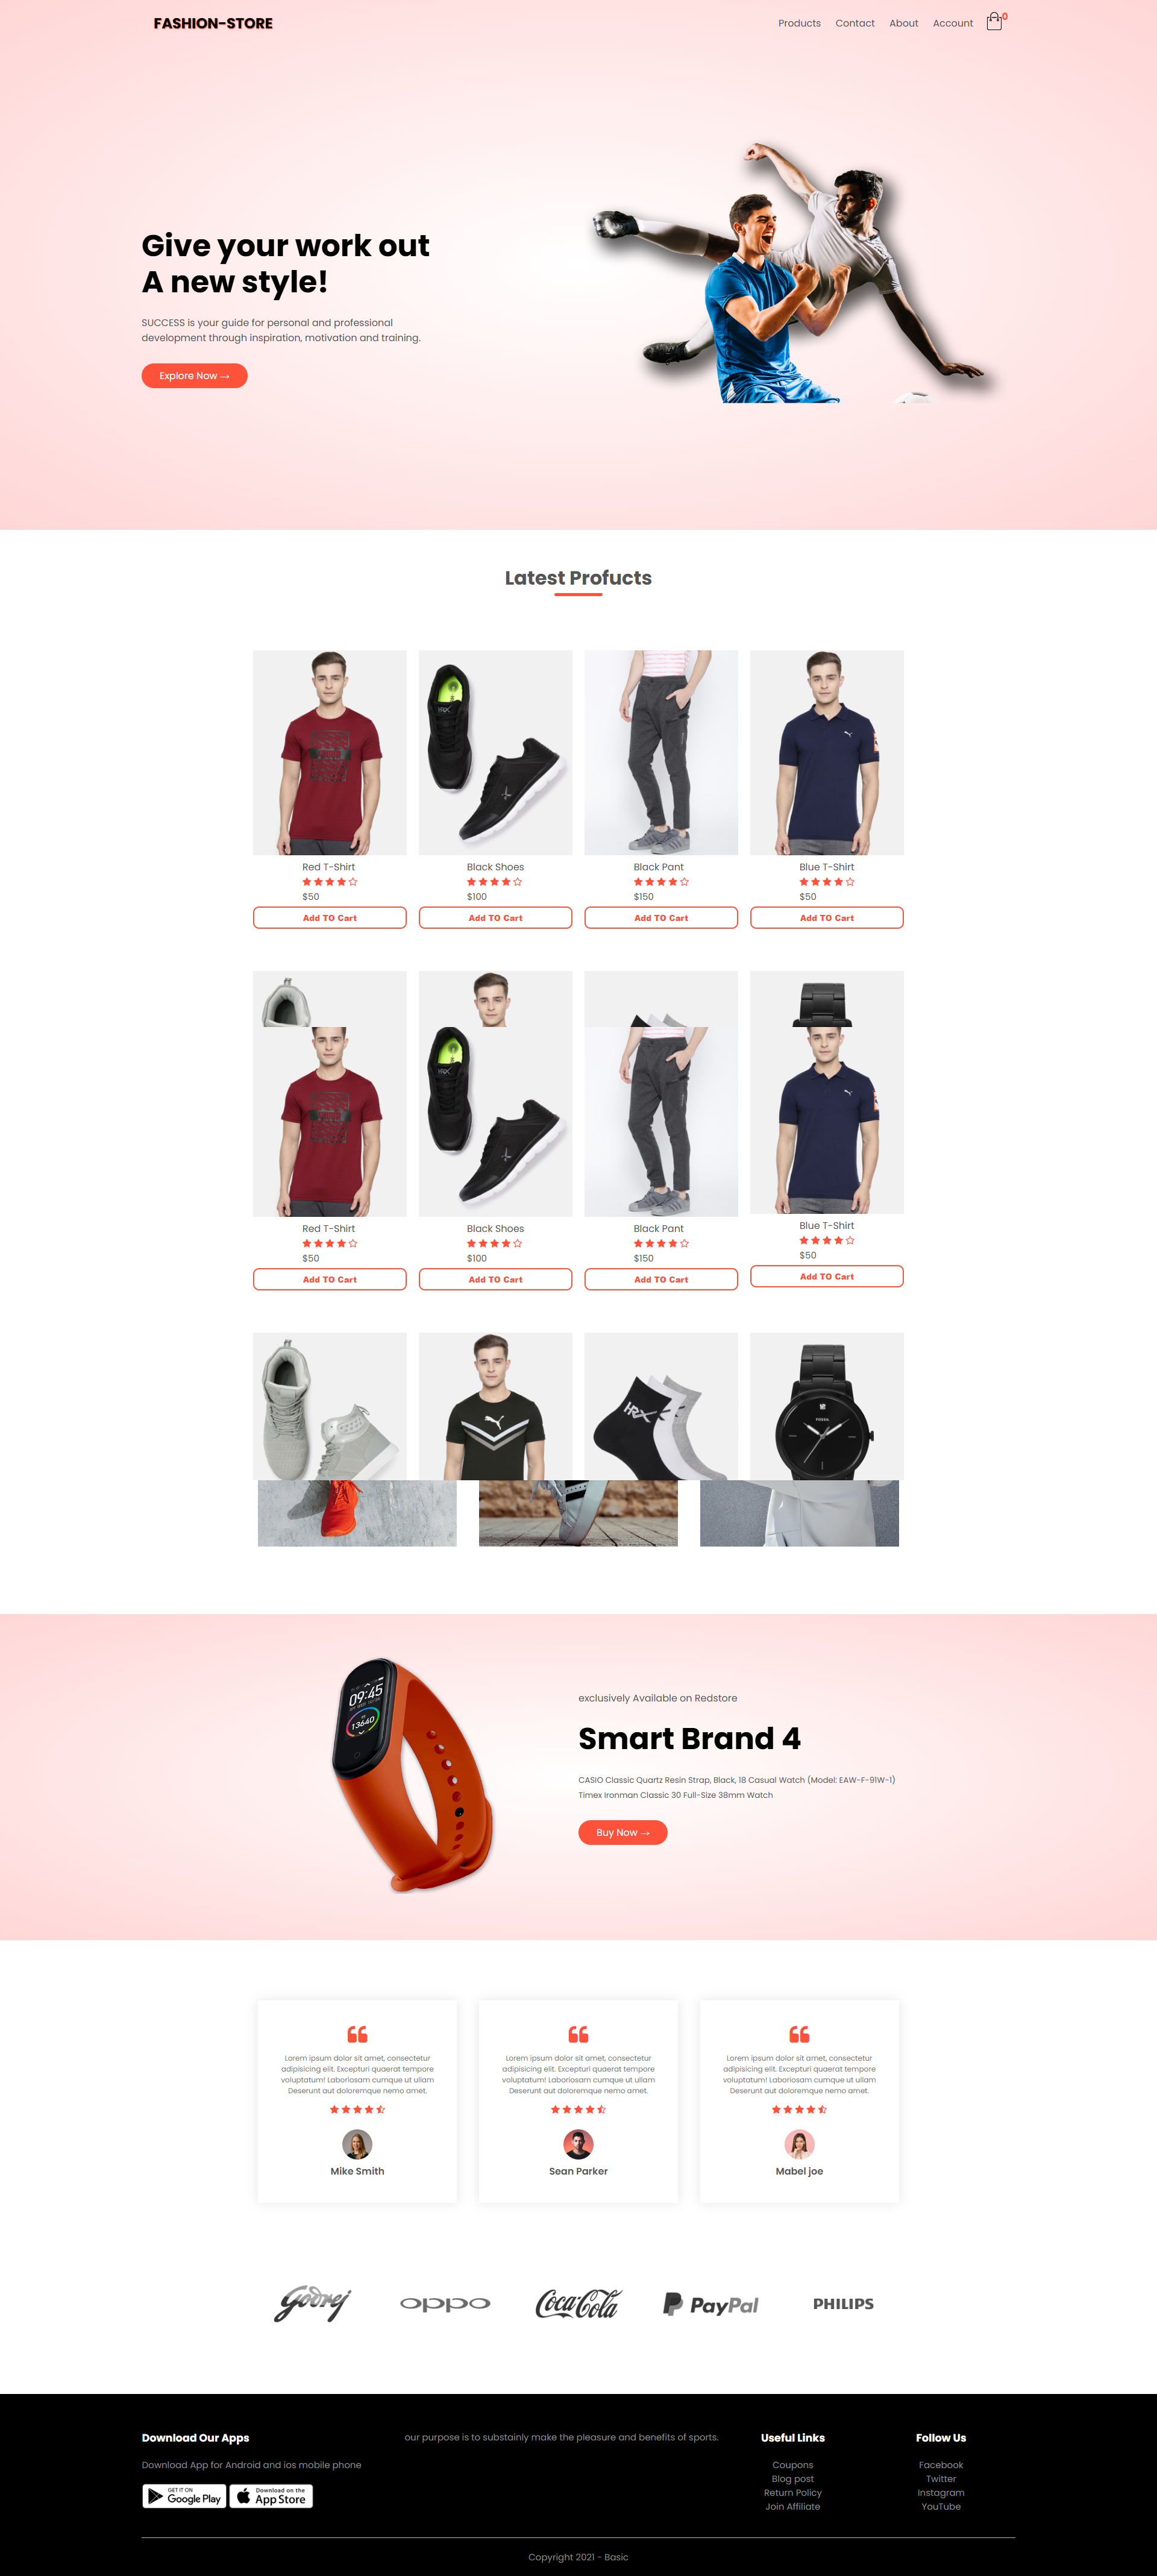 FASHION-STORE
Products Contact About Account 0
Give your work out
A new style!
SUCCESS is your guide for personal and professional
development through inspiration, motivation and training.
Explore Now →
Latest Profucts
HRX
Red T-Shirt Black Shoes Black Pant Blue T-Shirt
$50 $100 $150 $50
Add TO Cart Add TO Cart Add TO Cart Add TO Cart
HRX
Red T-Shirt Black Shoes Black Pant Blue T-Shirt
$50 $100 $150 $50
Add TO Cart Add TO Cart Add TO Cart Add TO Cart
HRX
FOSSIL
09:45
13640
exclusively Available on Redstore
Smart Brand 4
CASIO Classic Quartz Resin Strap, Black, 18 Casual Watch (Model: EAW-F-91W-1)
Timex Ironman Classic 30 Full-Size 38mm Watch
Buy Now →
Lorem ipsum dolor sit amet, consectetur
adipisicing elit. Excepturi quaerat tempore
voluptatum! Laboriosam cumque ut ullam
Deserunt aut doloremque nemo amet.
Mike Smith
Lorem ipsum dolor sit amet, consectetur
adipisicing elit. Excepturi quaerat tempore
voluptatum! Laboriosam cumque ut ullam
Deserunt aut doloremque nemo amet.
Sean Parker
Lorem ipsum dolor sit amet, consectetur
adipisicing elit. Excepturi quaerat tempore
voluptatum! Laboriosam cumque ut ullam
Deserunt aut doloremque nemo amet.
Mabel joe
Godrej oppo Coca-Cola PayPal PHILIPS
Download Our Apps
Download App for Android and ios mobile phone
GET IT ON
Google Play
Download on the
App Store
our purpose is to substainly make the pleasure and benefits of sports.
Useful Links
Coupons
Blog post
Return Policy
Join Affiliate
Follow Us
Facebook
Twitter
Instagram
YouTube
Copyright 2021 - Basic